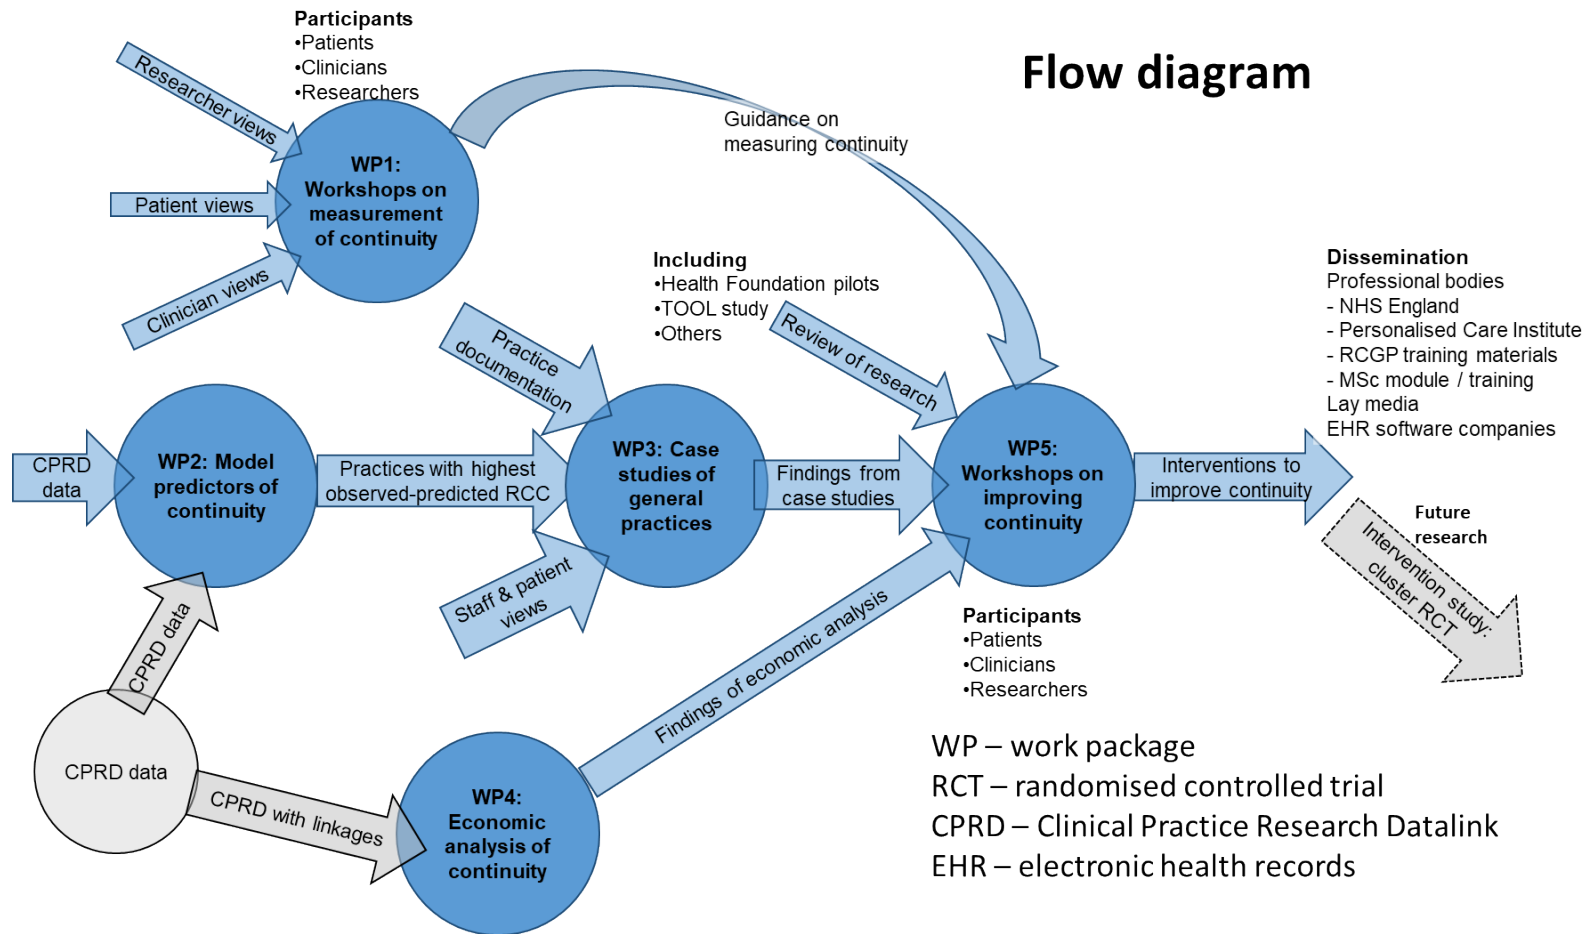 Flow diagram
Participants
•Patients
•Clinicians
•Researchers
Researcher views
Patient views
Clinician views
WP1:
Workshops on
measurement
of continuity
Guidance on
measuring continuity
Including
•Health Foundation pilots
•TOOL study
•Others
Review of research
Practice
documentation
CPRD
data
WP2: Model
predictors of
continuity
Practices with highest
observed-predicted RCC
WP3: Case
studies of
general
practices
Staff & patient
views
Findings from
case studies
WP5:
Workshops on
improving
continuity
Interventions to
improve continuity
Dissemination
Professional bodies
- NHS England
- Personalised Care Institute
- RCGP training materials
- MSc module / training
Lay media
EHR software companies
Future
research
Intervention study:
cluster RCT
Participants
•Patients
•Clinicians
•Researchers
CPRD data
CPRD data
CPRD with linkages
WP4:
Economic
analysis of
continuity
Findings of economic analysis
WP – work package
RCT – randomised controlled trial
CPRD – Clinical Practice Research Datalink
EHR – electronic health records